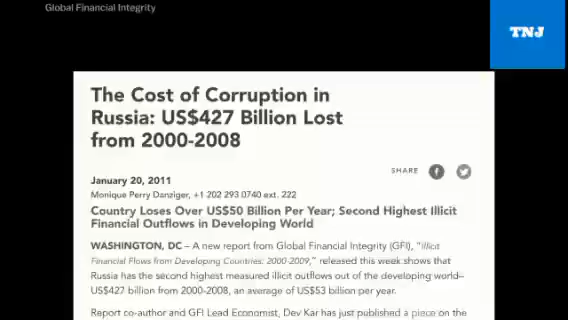 Global Financial Integrity
TNJ
The Cost of Corruption in
Russia: US$427 Billion Lost
from 2000-2008
SHARE
January 20, 2011
Monique Perry Danziger, +1 202 293 0740 ext. 222
Country Loses Over US$50 Billion Per Year; Second Highest Illicit
Financial Outflows in Developing World
WASHINGTON, DC – A new report from Global Financial Integrity (GFI), “Illicit
Financial Flows from Developing Countries: 2000-2009,” released this week shows that
Russia has the second highest measured illicit outflows out of the developing world–
US$427 billion from 2000-2008, an average of US$53 billion per year.
Report co-author and GFI Lead Economist, Dev Kar has just published a piece on the